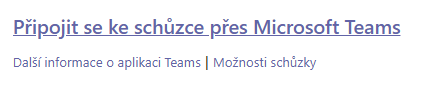 Připojit se ke schůzce přes Microsoft Teams
Další informace o aplikaci Teams | Možnosti schůzky